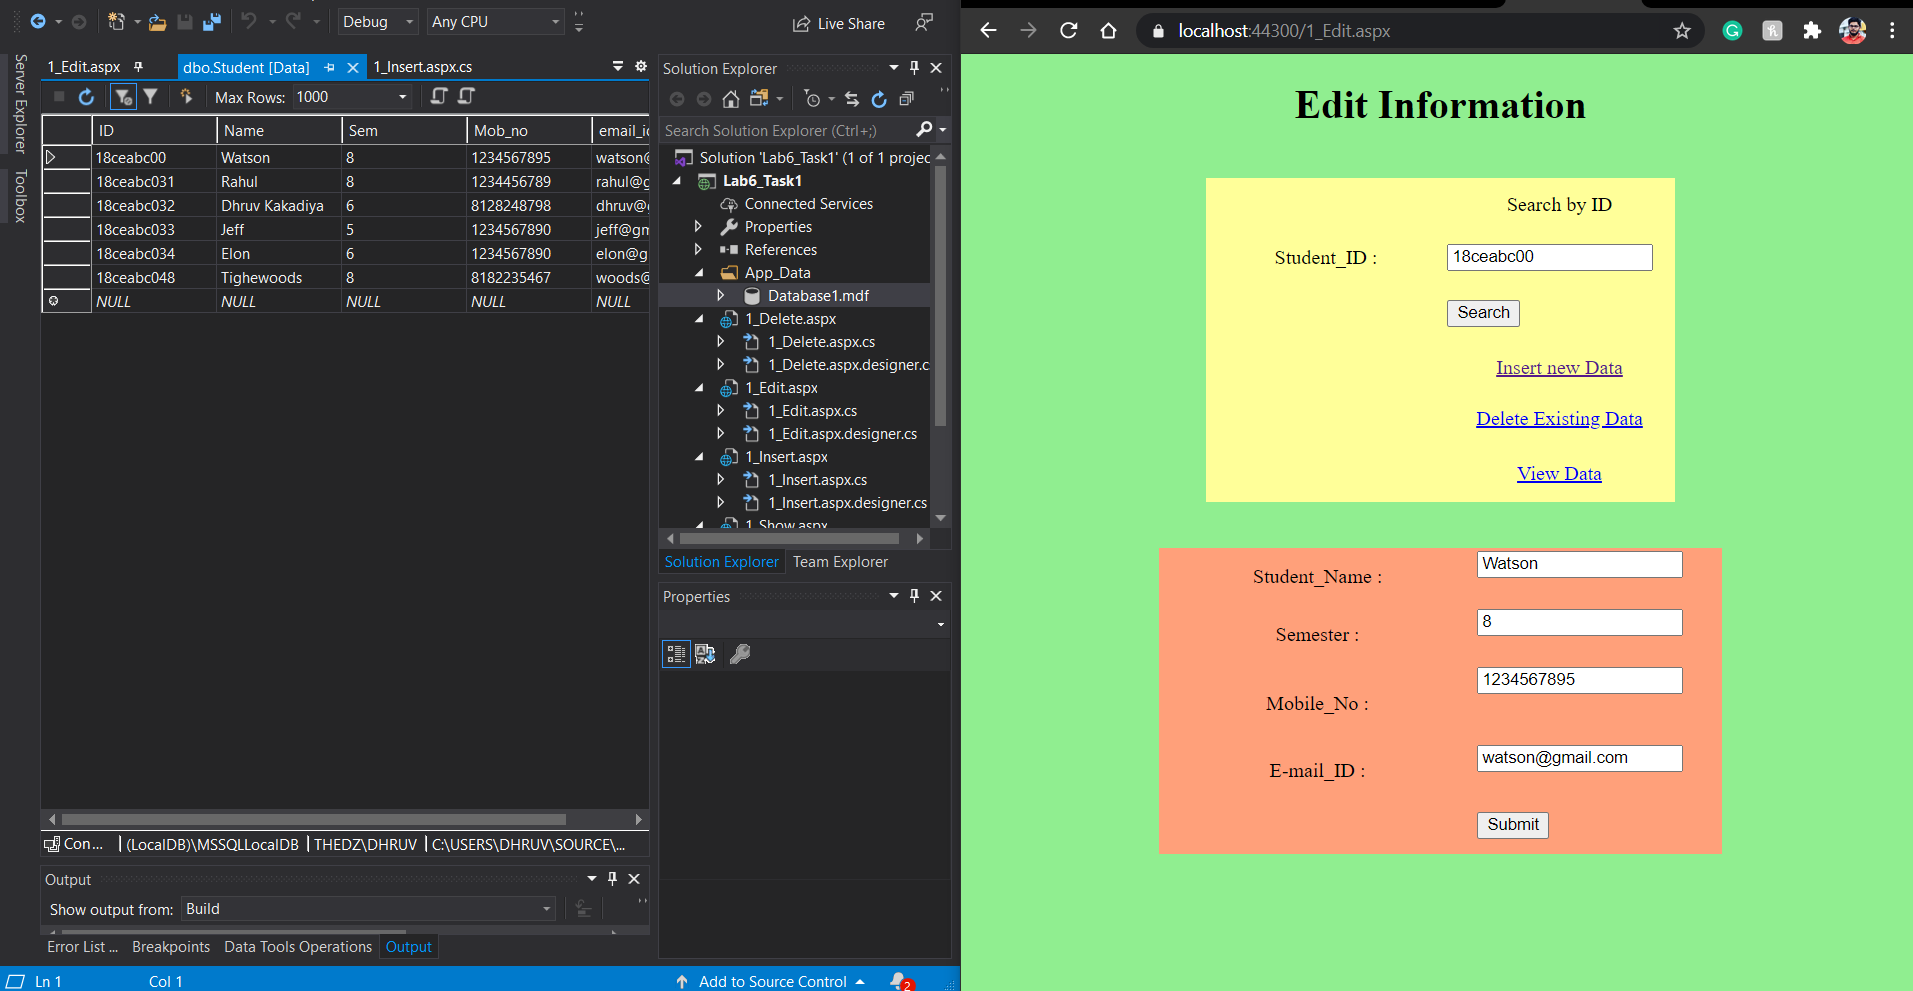 Debug
Any CPU
Live Share
Server Explorer
Toolbox
1_Edit.aspx
dbo.Student [Data]
1_Insert.aspx.cs
Max Rows: 1000
ID Name Sem Mob_no email_ic
18ceabc00 Watson 8 1234567895 watson@
18ceabc031 Rahul 8 1234456789 rahul@g
18ceabc032 Dhruv Kakadiya 6 8128248798 dhruv@
18ceabc033 Jeff 5 1234567890 jeff@gm
18ceabc034 Elon 6 1234567890 elon@g
18ceabc048 Tighewoods 8 8182235467 woods@
NULL NULL NULL NULL NULL
Con... (LocalDB)\MSSQLLocalDB THEDZ\DHRUV C:\USERS\DHRUV\SOURCE\...
Output
Show output from: Build
Error List ... Breakpoints Data Tools Operations Output
Solution Explorer
Search Solution Explorer (Ctrl+;)
Solution 'Lab6_Task1' (1 of 1 projec
Lab6_Task1
Connected Services
Properties
References
App_Data
Database1.mdf
1_Delete.aspx
1_Delete.aspx.cs
1_Delete.aspx.designer.c
1_Edit.aspx
1_Edit.aspx.cs
1_Edit.aspx.designer.cs
1_Insert.aspx
1_Insert.aspx.cs
1_Insert.aspx.designer.cs
1_Show.aspx
Solution Explorer Team Explorer
Properties
Ln 1 Col 1 Add to Source Control 2
localhost:44300/1_Edit.aspx
Edit Information
Search by ID
Student_ID : 18ceabc00
Search
Insert new Data
Delete Existing Data
View Data
Student_Name : Watson
Semester : 8
Mobile_No : 1234567895
E-mail_ID : watson@gmail.com
Submit